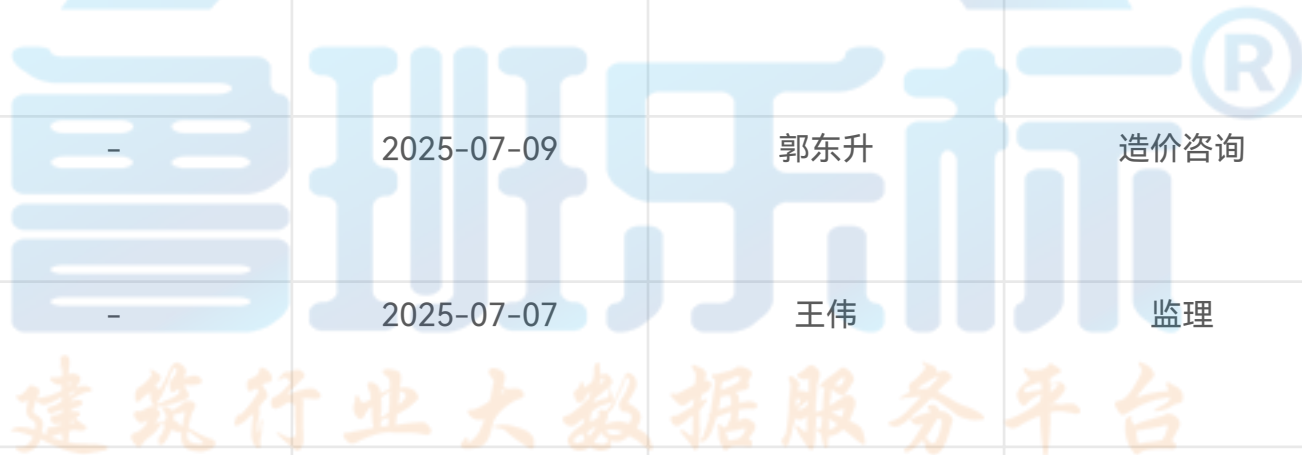 鲁班乐标®
- 2025-07-09 郭东升 造价咨询
- 2025-07-07 王伟 监理
建筑行业大数据服务平台